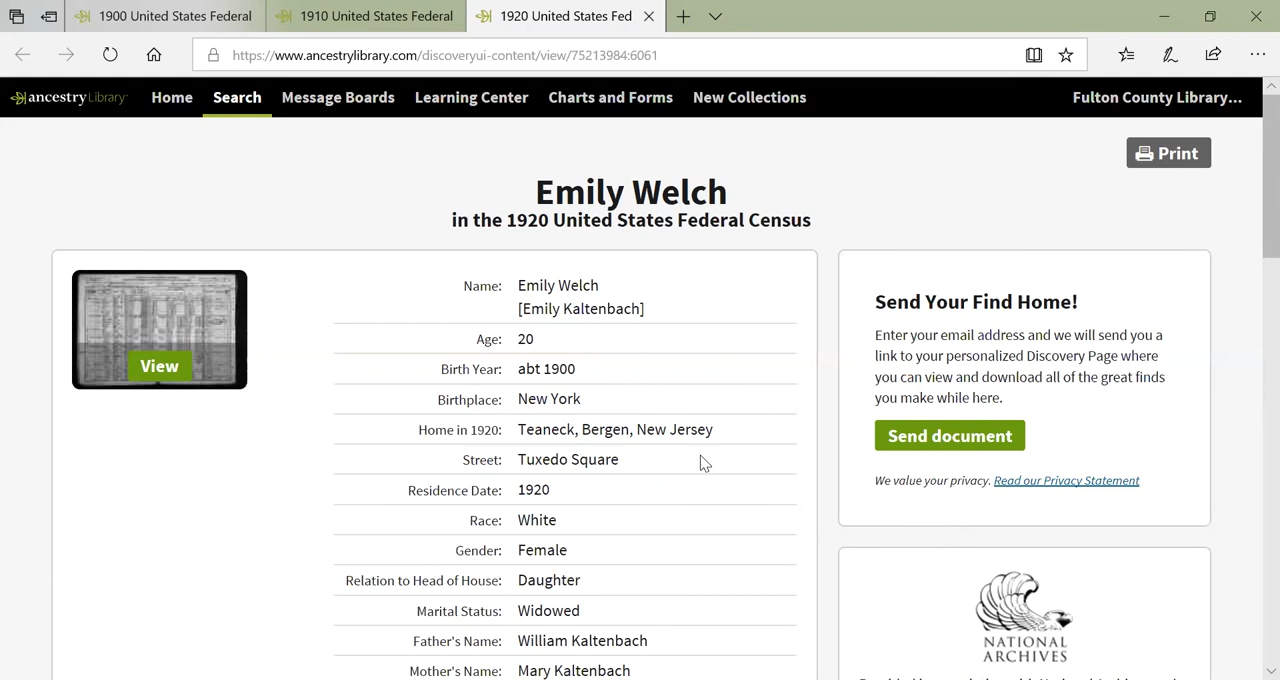 1900 United States Federal
1910 United States Federal
1920 United States Fed
https://www.ancestrylibrary.com/discoveryui-content/view/75213984:6061
ancestryLibrary
Home
Search
Message Boards
Learning Center
Charts and Forms
New Collections
Fulton County Library...
Print
Emily Welch
in the 1920 United States Federal Census
View
Name: Emily Welch
[Emily Kaltenbach]
Age: 20
Birth Year: abt 1900
Birthplace: New York
Home in 1920: Teaneck, Bergen, New Jersey
Street: Tuxedo Square
Residence Date: 1920
Race: White
Gender: Female
Relation to Head of House: Daughter
Marital Status: Widowed
Father's Name: William Kaltenbach
Mother's Name: Mary Kaltenbach
Send Your Find Home!
Enter your email address and we will send you a
link to your personalized Discovery Page where
you can view and download all of the great finds
you make while here.
Send document
We value your privacy. Read our Privacy Statement
NATIONAL
ARCHIVES